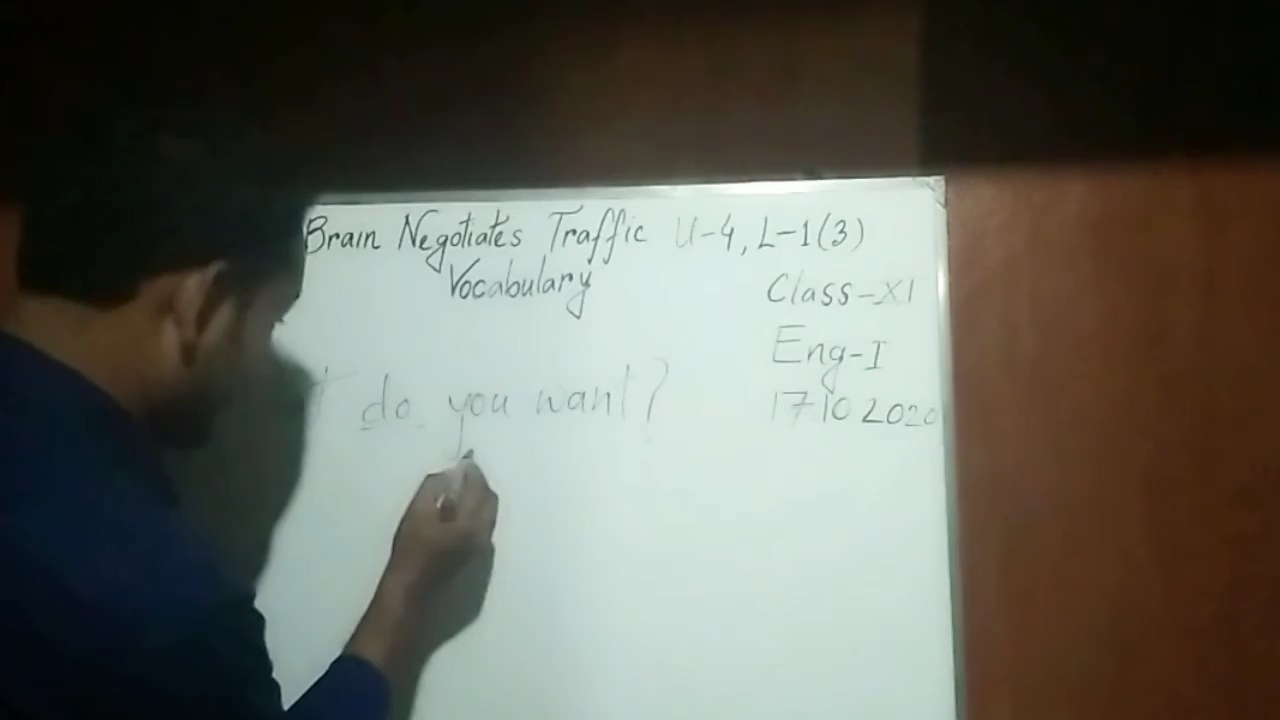 Brain Negotiates Traffic U-4, L-1(3)
Vocabulary
Class-XI
Eng-I
17 10 2020
do you want?